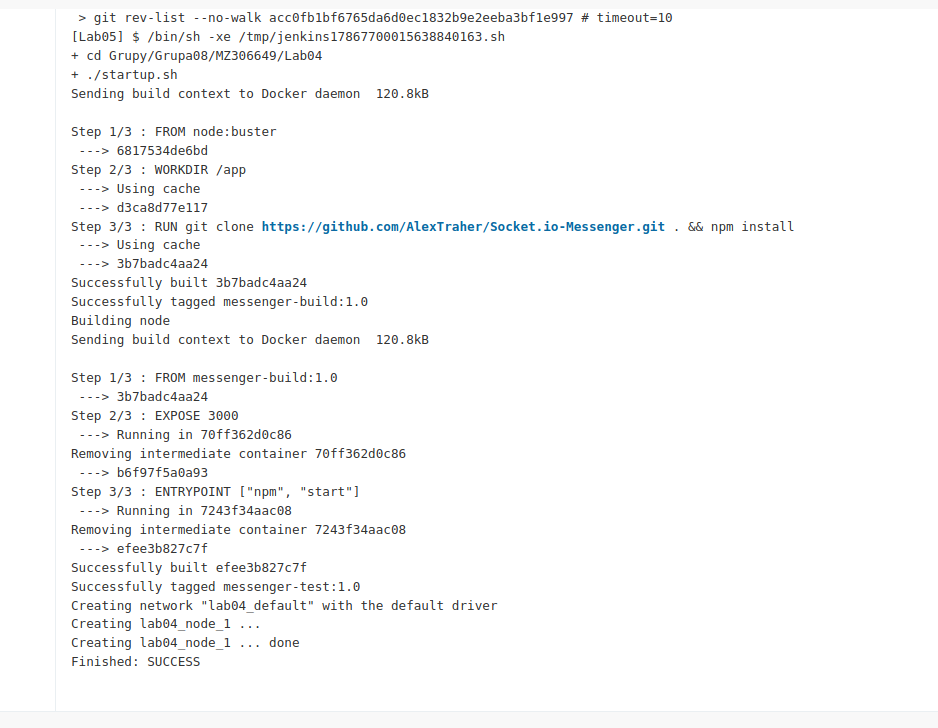 > git rev-list --no-walk acc0fb1bf6765da6d0ec1832b9e2eeba3bf1e997 # timeout=10
[Lab05] $ /bin/sh -xe /tmp/jenkins17867700015638840163.sh
+ cd Grupy/Grupa08/MZ306649/Lab04
+ ./startup.sh
Sending build context to Docker daemon  120.8kB

Step 1/3 : FROM node:buster
 ---> 6817534de6bd
Step 2/3 : WORKDIR /app
 ---> Using cache
 ---> d3ca8d77e117
Step 3/3 : RUN git clone https://github.com/AlexTraher/Socket.io-Messenger.git . && npm install
 ---> Using cache
 ---> 3b7badc4aa24
Successfully built 3b7badc4aa24
Successfully tagged messenger-build:1.0
Building node
Sending build context to Docker daemon  120.8kB

Step 1/3 : FROM messenger-build:1.0
 ---> 3b7badc4aa24
Step 2/3 : EXPOSE 3000
 ---> Running in 70ff362d0c86
Removing intermediate container 70ff362d0c86
 ---> b6f97f5a0a93
Step 3/3 : ENTRYPOINT ["npm", "start"]
 ---> Running in 7243f34aac08
Removing intermediate container 7243f34aac08
 ---> efee3b827c7f
Successfully built efee3b827c7f
Successfully tagged messenger-test:1.0
Creating network "lab04_default" with the default driver
Creating lab04_node_1 ...
Creating lab04_node_1 ... done
Finished: SUCCESS